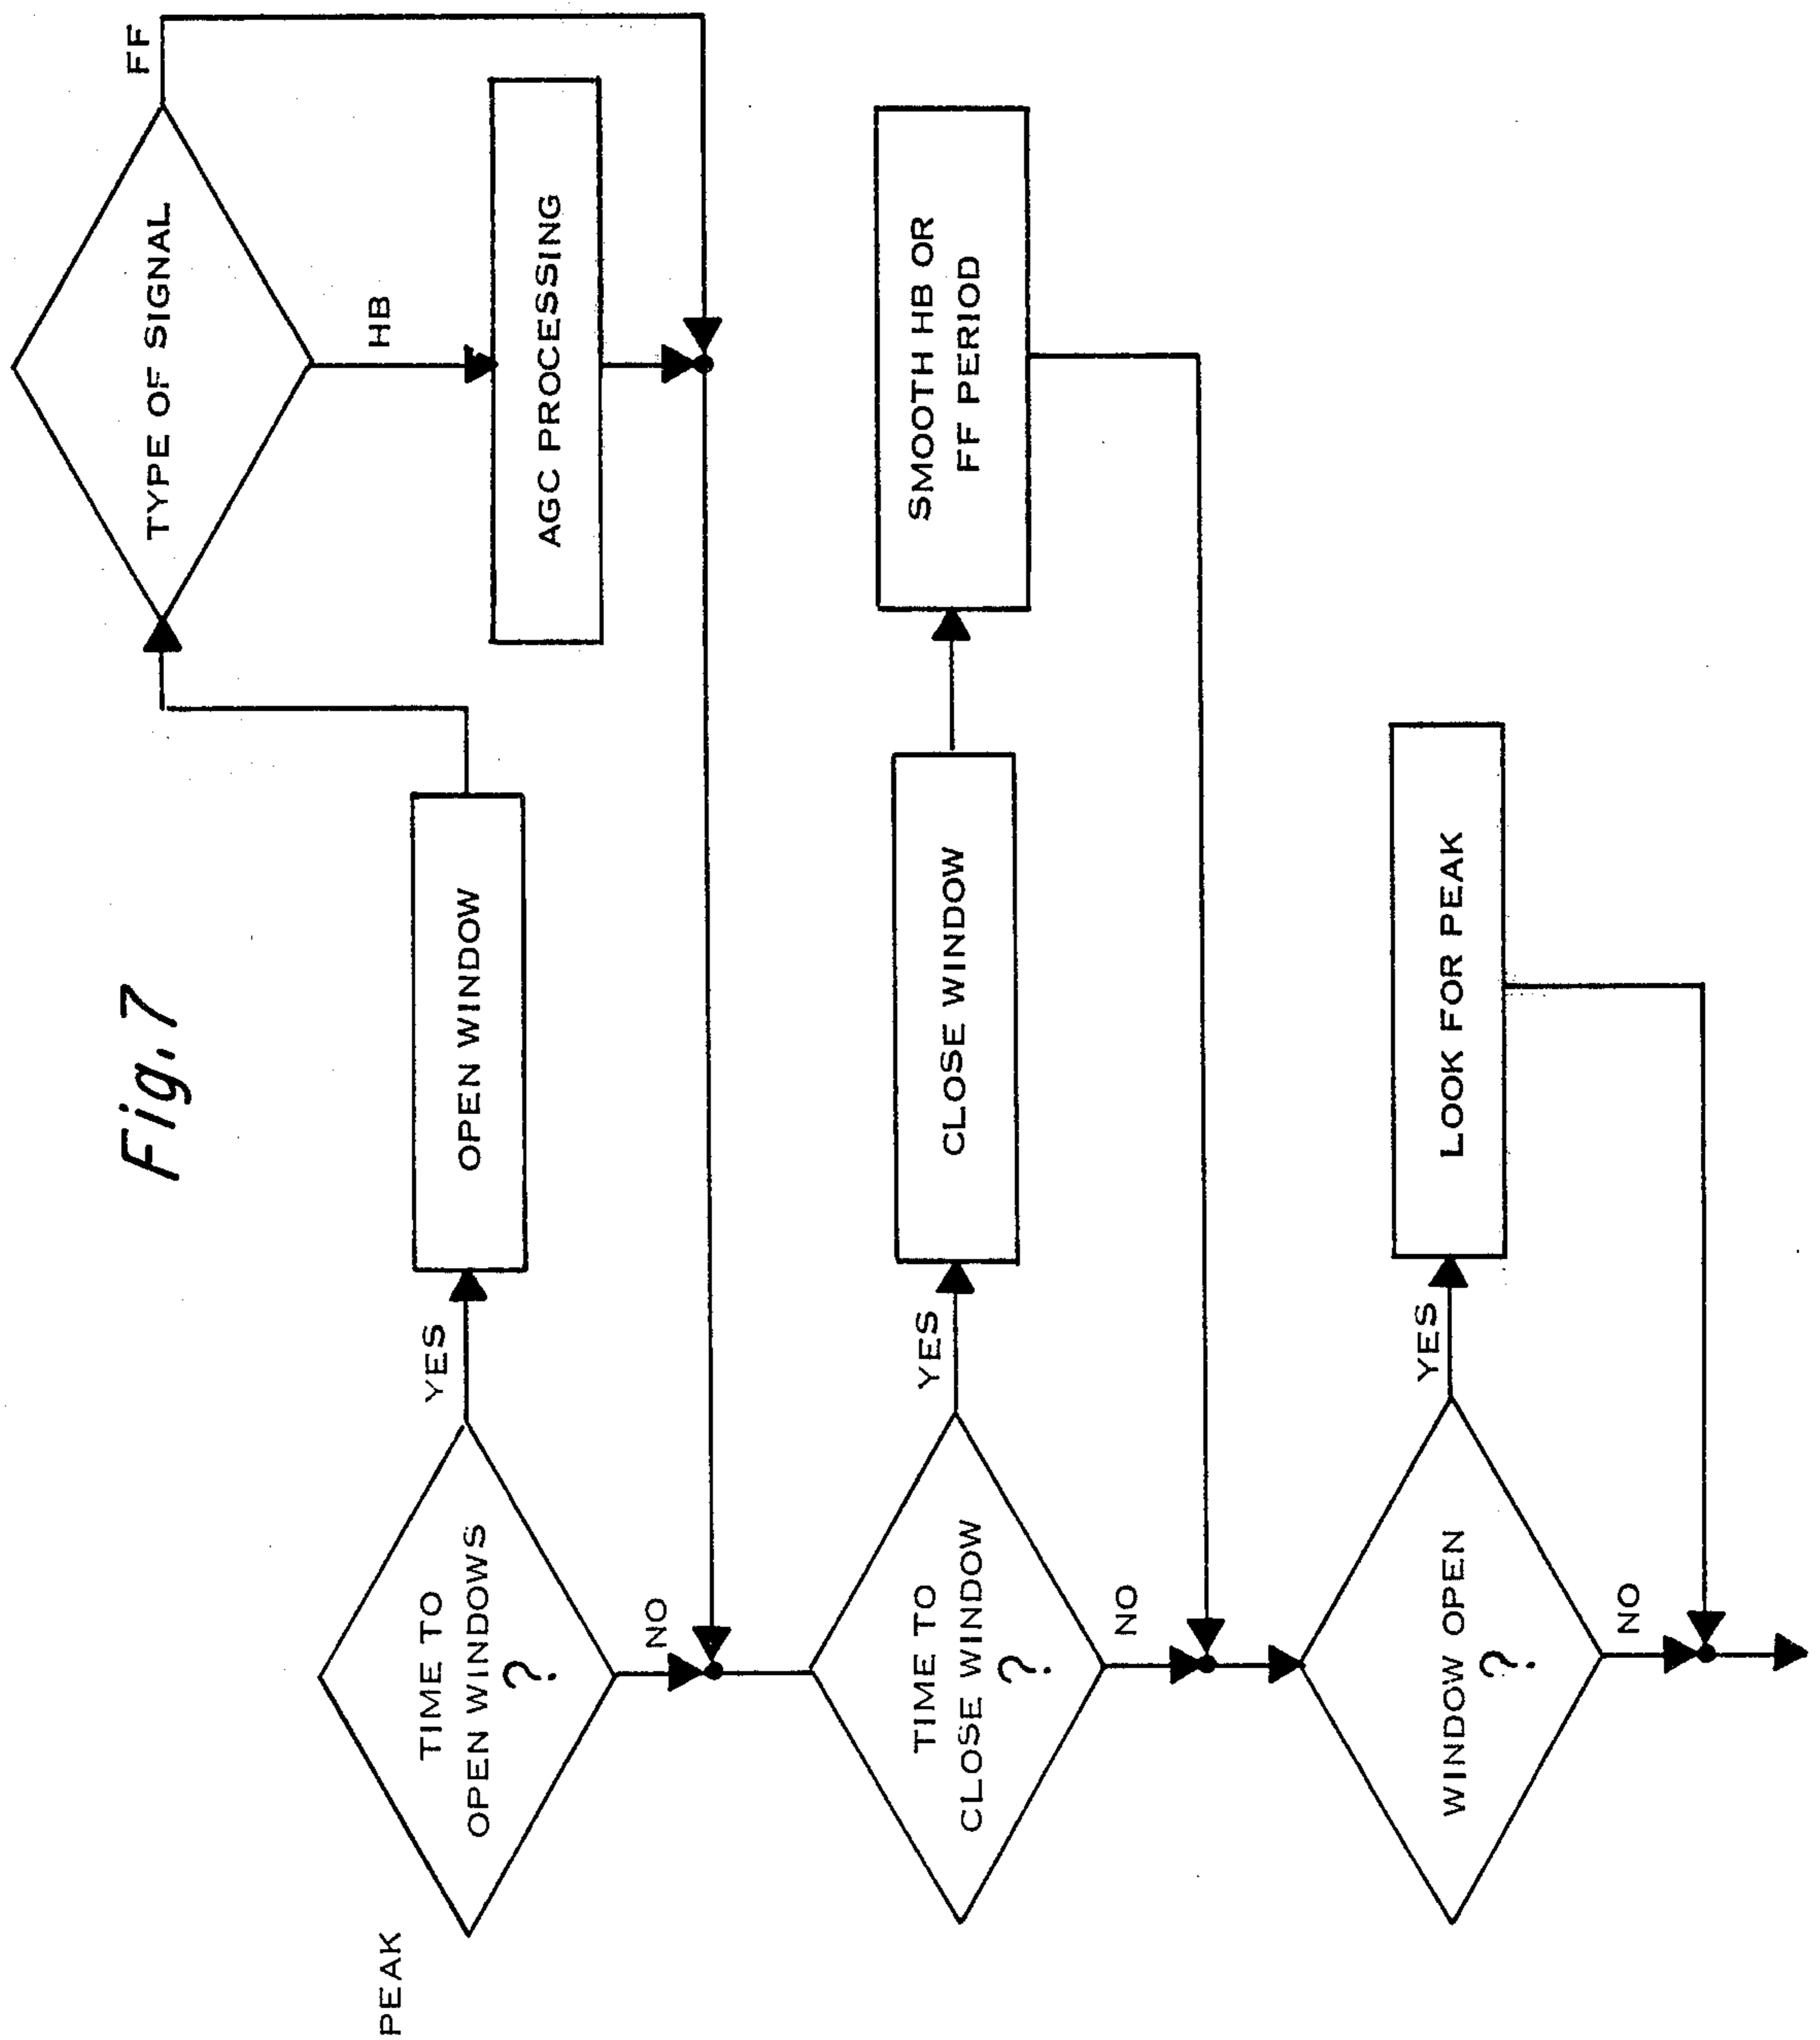 Fig. 7
PEAK
TIME TO
OPEN WINDOWS
?
YES
OPEN WINDOW
TYPE OF SIGNAL
FF
HB
AGC PROCESSING
NO
TIME TO
CLOSE WINDOW
?
YES
CLOSE WINDOW
SMOOTH HB OR
FF PERIOD
NO
WINDOW OPEN
?
YES
LOOK FOR PEAK
NO